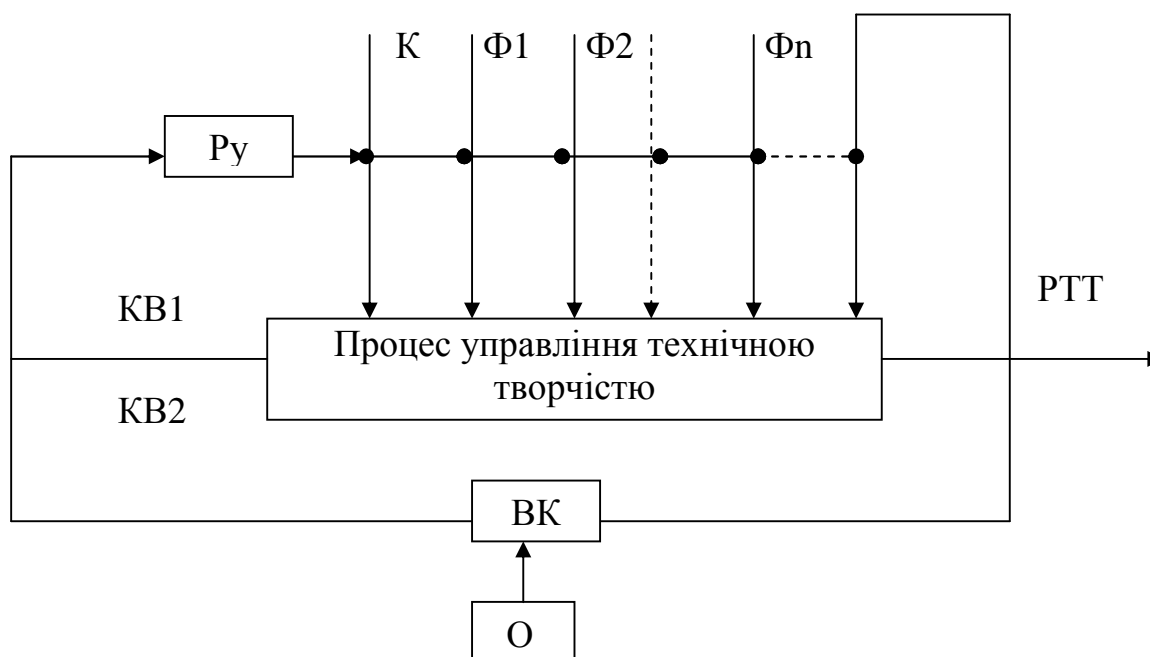 К
Ф1
Ф2
Фn
Ру
РТТ
КВ1
Процес управління технічною
творчістю
КВ2
ВК
О